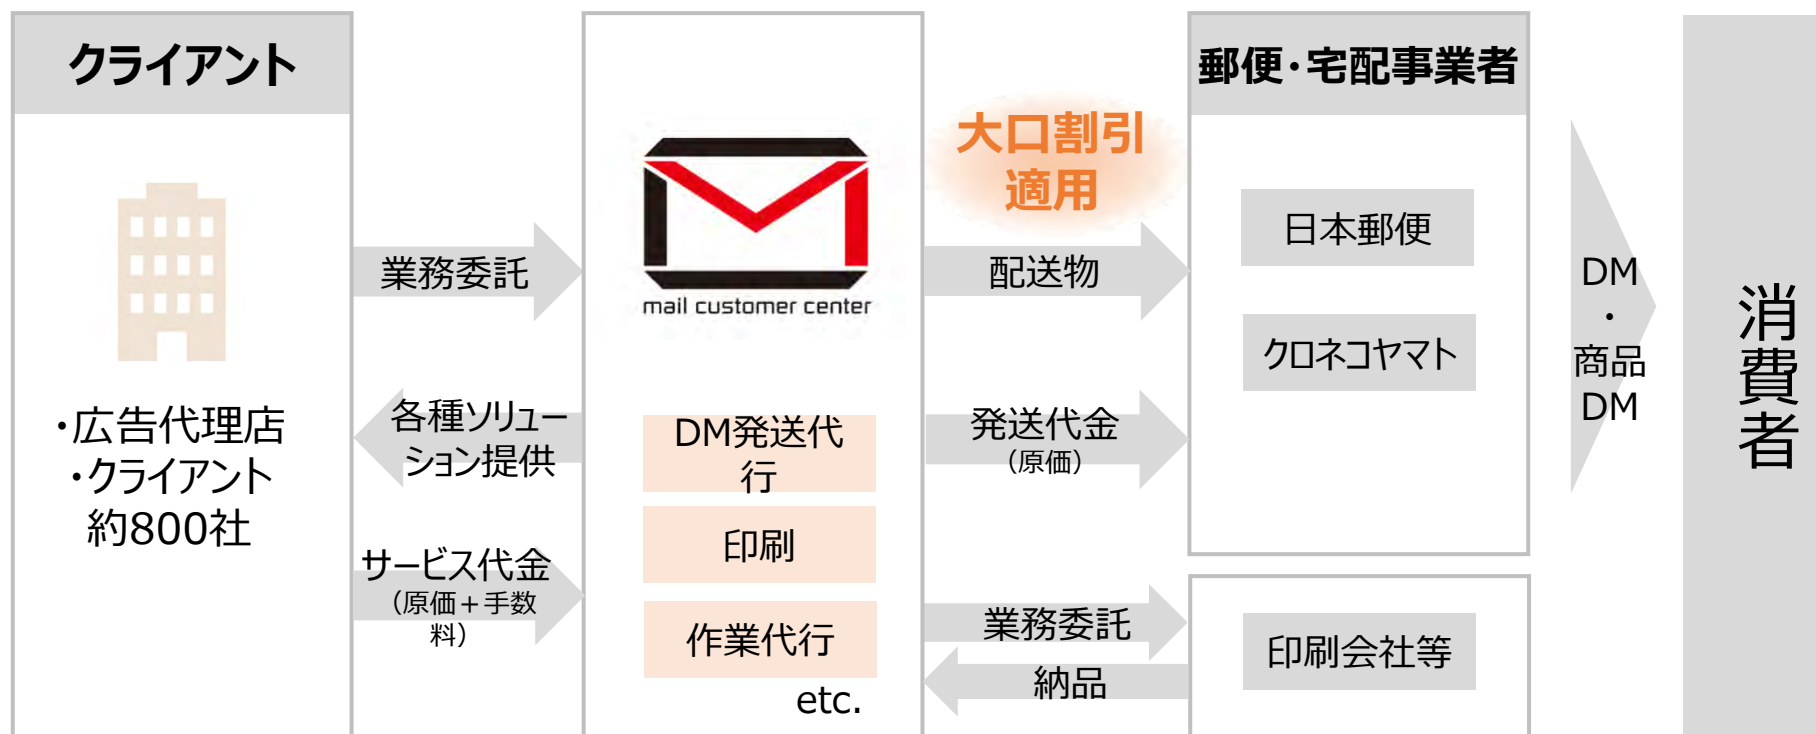 クライアント
・広告代理店
・クライアント
約800社
業務委託
各種ソリュー
ション提供
サービス代金
（原価＋手数
料）
mail customer center
DM発送代
行
印刷
作業代行
etc.
大口割引
適用
配送物
発送代金
（原価）
業務委託
納品
郵便・宅配事業者
日本郵便
クロネコヤマト
印刷会社等
DM
・
商品
DM
消費者